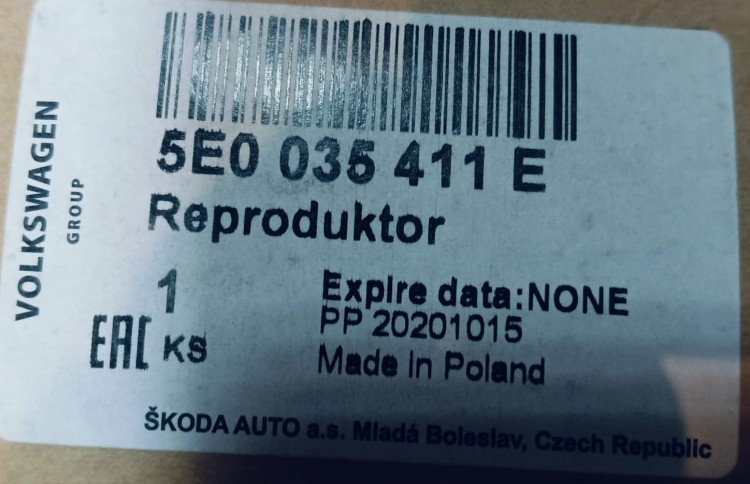 VOLKSWAGEN
GROUP
5E0 035 411 E
Reproduktor
1
KS
EAC
Expire data:NONE
PP 20201015
Made in Poland
ŠKODA AUTO a.s. Mladá Boleslav, Czech Republic